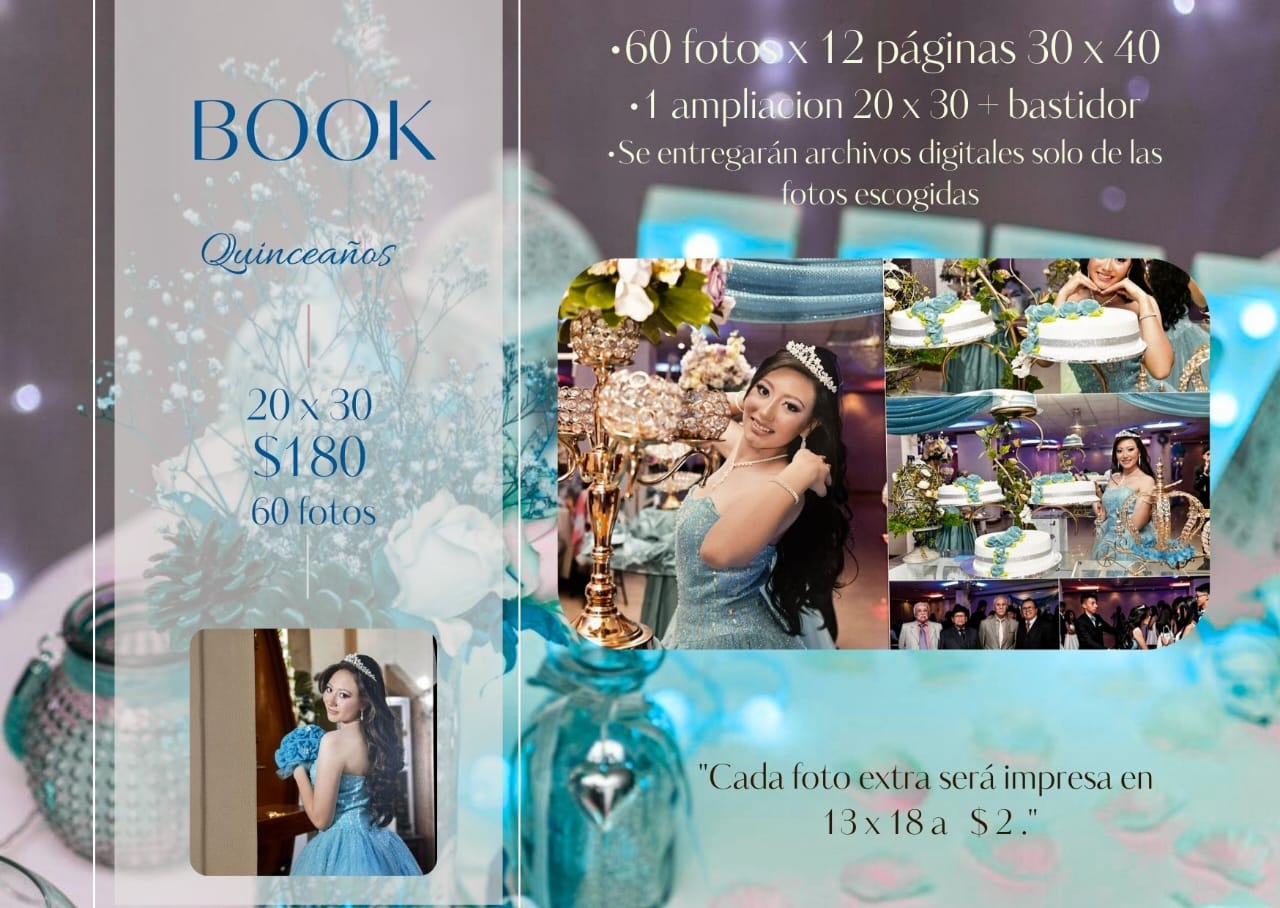 BOOK
Quinceaños
20 x 30
$180
60 fotos
•60 fotos x 12 páginas 30 x 40
•1 ampliacion 20 x 30 + bastidor
•Se entregarán archivos digitales solo de las
fotos escogidas
"Cada foto extra será impresa en
13 x 18 a $ 2 ."